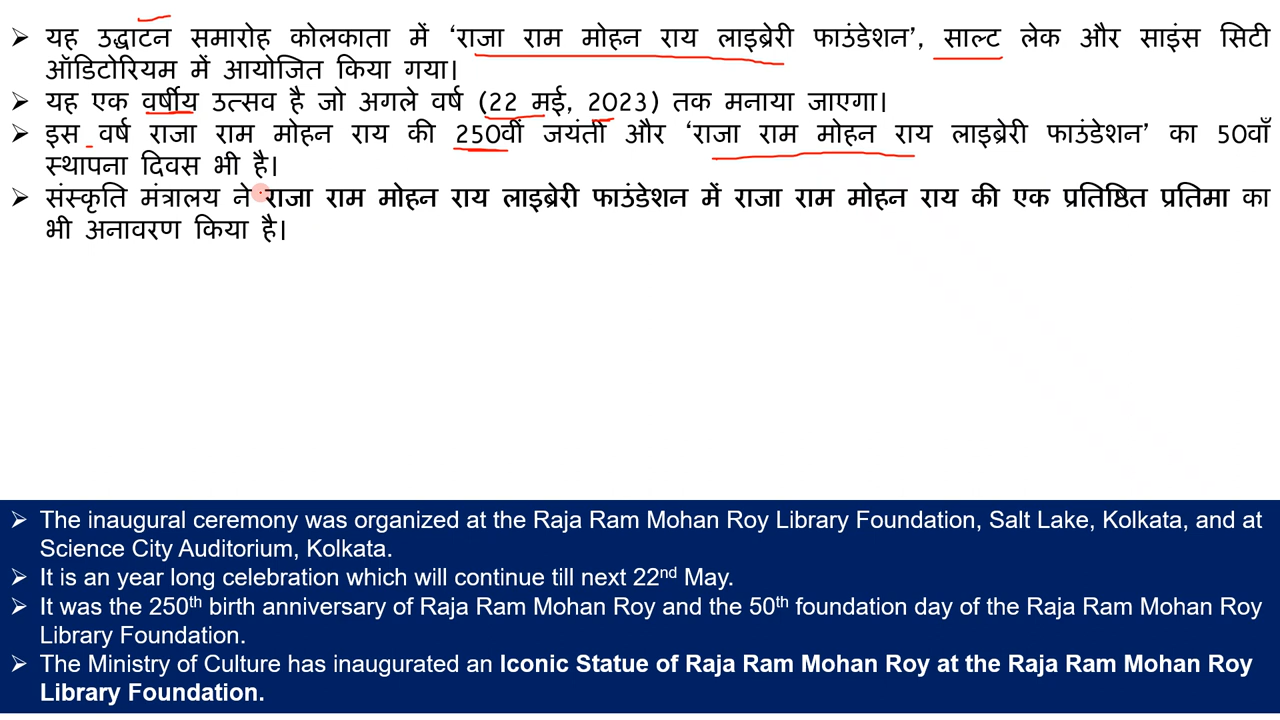 ➢ यह उद्घाटन समारोह कोलकाता में ‘राजा राम मोहन राय लाइब्रेरी फाउंडेशन’, साल्ट लेक और साइंस सिटी
ऑडिटोरियम में आयोजित किया गया।
➢ यह एक वर्षीय उत्सव है जो अगले वर्ष (22 मई, 2023) तक मनाया जाएगा।
➢ इस वर्ष राजा राम मोहन राय की 250वीं जयंती और ‘राजा राम मोहन राय लाइब्रेरी फाउंडेशन’ का 50वाँ
स्थापना दिवस भी है।
➢ संस्कृति मंत्रालय ने राजा राम मोहन राय लाइब्रेरी फाउंडेशन में राजा राम मोहन राय की एक प्रतिष्ठित प्रतिमा का
भी अनावरण किया है।
➢ The inaugural ceremony was organized at the Raja Ram Mohan Roy Library Foundation, Salt Lake, Kolkata, and at
Science City Auditorium, Kolkata.
➢ It is an year long celebration which will continue till next 22nd May.
➢ It was the 250th birth anniversary of Raja Ram Mohan Roy and the 50th foundation day of the Raja Ram Mohan Roy
Library Foundation.
➢ The Ministry of Culture has inaugurated an Iconic Statue of Raja Ram Mohan Roy at the Raja Ram Mohan Roy
Library Foundation.